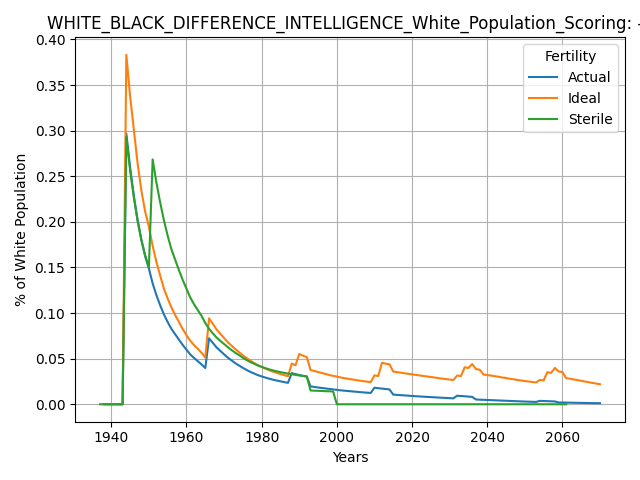 WHITE_BLACK_DIFFERENCE_INTELLIGENCE_White_Population_Scoring: -
0.40
0.35
0.30
0.25
0.20
0.15
0.10
0.05
0.00
% of White Population
Fertility
Actual
Ideal
Sterile
1940
1960
1980
2000
2020
2040
2060
Years